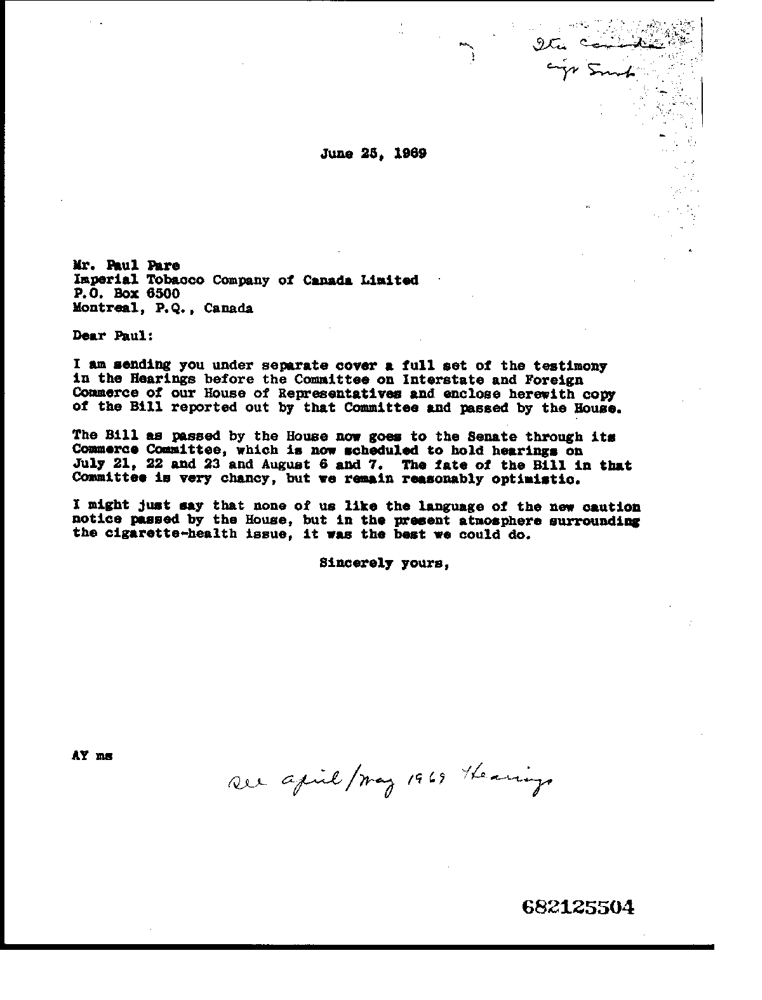 Canada
June 25, 1969
Mr. Paul Pare
Imperial Tobacco Company of Canada Limited
P.O. Box 6500
Montreal, P.Q., Canada
Dear Paul:
I am sending you under separate cover a full set of the testimony
in the Hearings before the Committee on Interstate and Foreign
Commerce of our House of Representatives and enclose herewith copy
of the Bill reported out by that Committee and passed by the House.
The Bill as passed by the House now goes to the Senate through its
Commerce Committee, which is now scheduled to hold hearings on
July 21, 22 and 23 and August 6 and 7.  The fate of the Bill in that
Committee is very chancy, but we remain reasonably optimistic.
I might just say that none of us like the language of the new caution
notice passed by the House, but in the present atmosphere surrounding
the cigarette-health issue, it was the best we could do.
Sincerely yours,
AY ms
see april/may 1969 Hearings
682125504